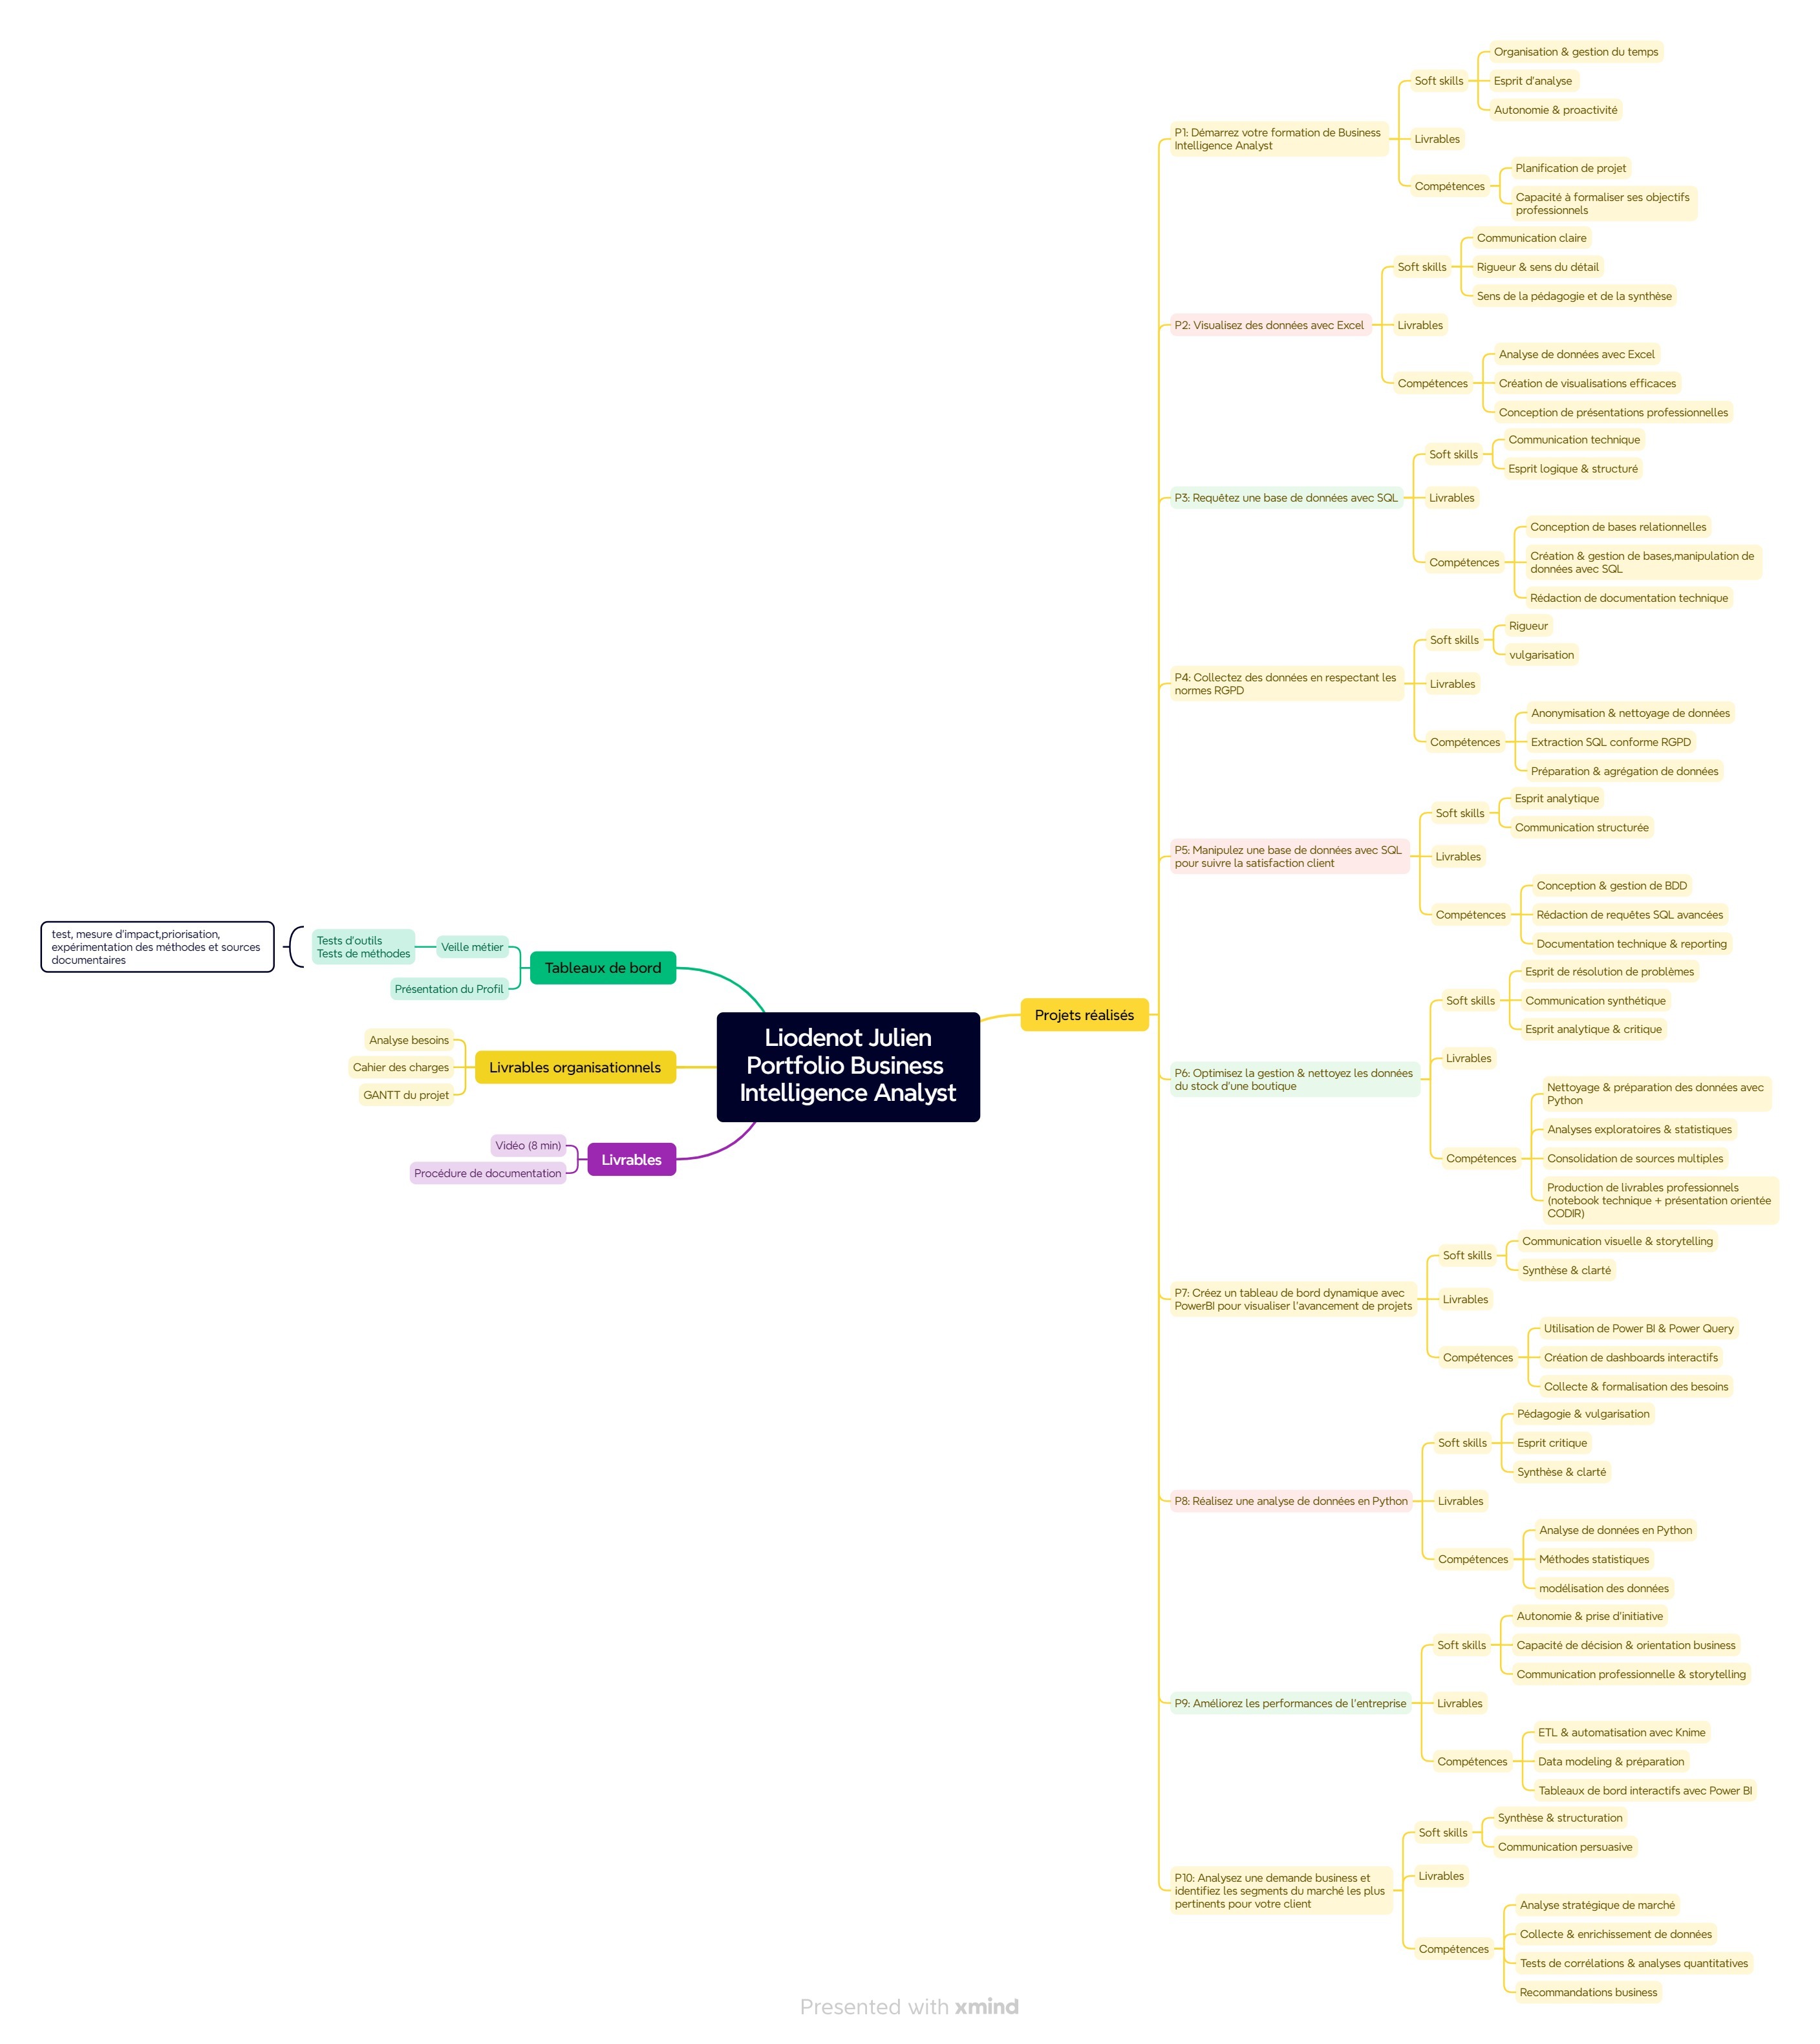 Liodenot Julien
Portfolio Business
Intelligence Analyst
Tableaux de bord
Veille métier
Tests d'outils
Tests de méthodes
test, mesure d'impact,priorisation,
expérimentation des méthodes et sources
documentaires
Présentation du Profil
Livrables organisationnels
Analyse besoins
Cahier des charges
GANTT du projet
Livrables
Vidéo (8 min)
Procédure de documentation
Projets réalisés
P1: Démarrez votre formation de Business
Intelligence Analyst
Soft skills
Organisation & gestion du temps
Esprit d'analyse
Autonomie & proactivité
Livrables
Compétences
Planification de projet
Capacité à formaliser ses objectifs
professionnels
P2: Visualisez des données avec Excel
Soft skills
Communication claire
Rigueur & sens du détail
Sens de la pédagogie et de la synthèse
Livrables
Compétences
Analyse de données avec Excel
Création de visualisations efficaces
Conception de présentations professionnelles
P3: Requêtez une base de données avec SQL
Soft skills
Communication technique
Esprit logique & structuré
Livrables
Compétences
Conception de bases relationnelles
Création & gestion de bases,manipulation de
données avec SQL
Rédaction de documentation technique
P4: Collectez des données en respectant les
normes RGPD
Soft skills
Rigueur
vulgarisation
Livrables
Compétences
Anonymisation & nettoyage de données
Extraction SQL conforme RGPD
Préparation & agrégation de données
P5: Manipulez une base de données avec SQL
pour suivre la satisfaction client
Soft skills
Esprit analytique
Communication structurée
Livrables
Compétences
Conception & gestion de BDD
Rédaction de requêtes SQL avancées
Documentation technique & reporting
P6: Optimisez la gestion & nettoyez les données
du stock d'une boutique
Soft skills
Esprit de résolution de problèmes
Communication synthétique
Esprit analytique & critique
Livrables
Compétences
Nettoyage & préparation des données avec
Python
Analyses exploratoires & statistiques
Consolidation de sources multiples
Production de livrables professionnels
(notebook technique + présentation orientée
CODIR)
P7: Créez un tableau de bord dynamique avec
PowerBI pour visualiser l'avancement de projets
Soft skills
Communication visuelle & storytelling
Synthèse & clarté
Livrables
Compétences
Utilisation de Power BI & Power Query
Création de dashboards interactifs
Collecte & formalisation des besoins
P8: Réalisez une analyse de données en Python
Soft skills
Pédagogie & vulgarisation
Esprit critique
Synthèse & clarté
Livrables
Compétences
Analyse de données en Python
Méthodes statistiques
modélisation des données
P9: Améliorez les performances de l'entreprise
Soft skills
Autonomie & prise d'initiative
Capacité de décision & orientation business
Communication professionnelle & storytelling
Livrables
Compétences
ETL & automatisation avec Knime
Data modeling & préparation
Tableaux de bord interactifs avec Power BI
P10: Analysez une demande business et
identifiez les segments du marché les plus
pertinents pour votre client
Soft skills
Synthèse & structuration
Communication persuasive
Livrables
Compétences
Analyse stratégique de marché
Collecte & enrichissement de données
Tests de corrélations & analyses quantitatives
Recommandations business
Presented with xmind